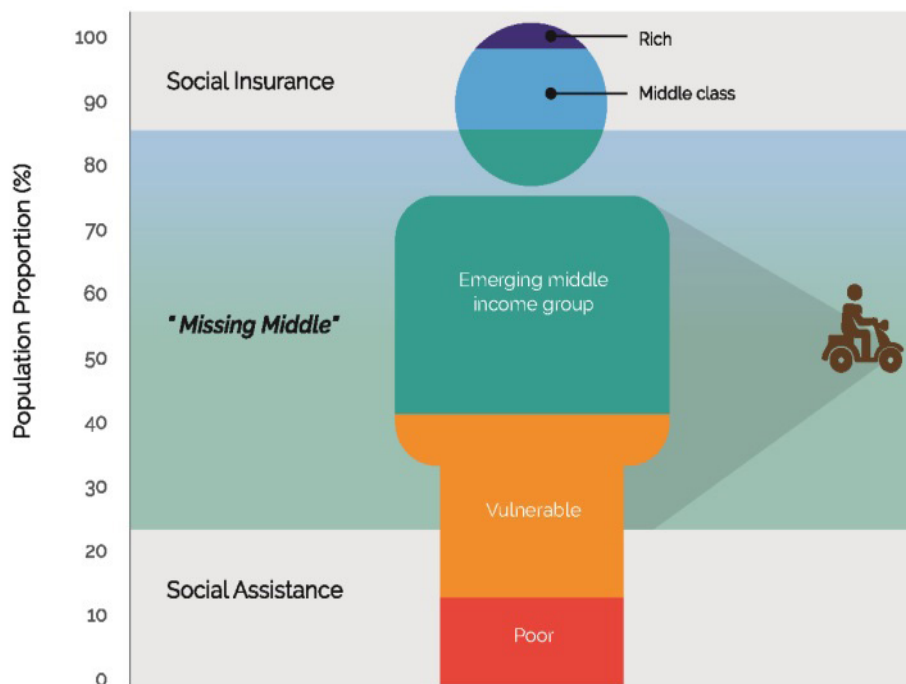 Population Proportion (%)
100
90
80
70
60
50
40
30
20
10
0
Social Insurance
"Missing Middle"
Social Assistance
Rich
Middle class
Emerging middle
income group
Vulnerable
Poor